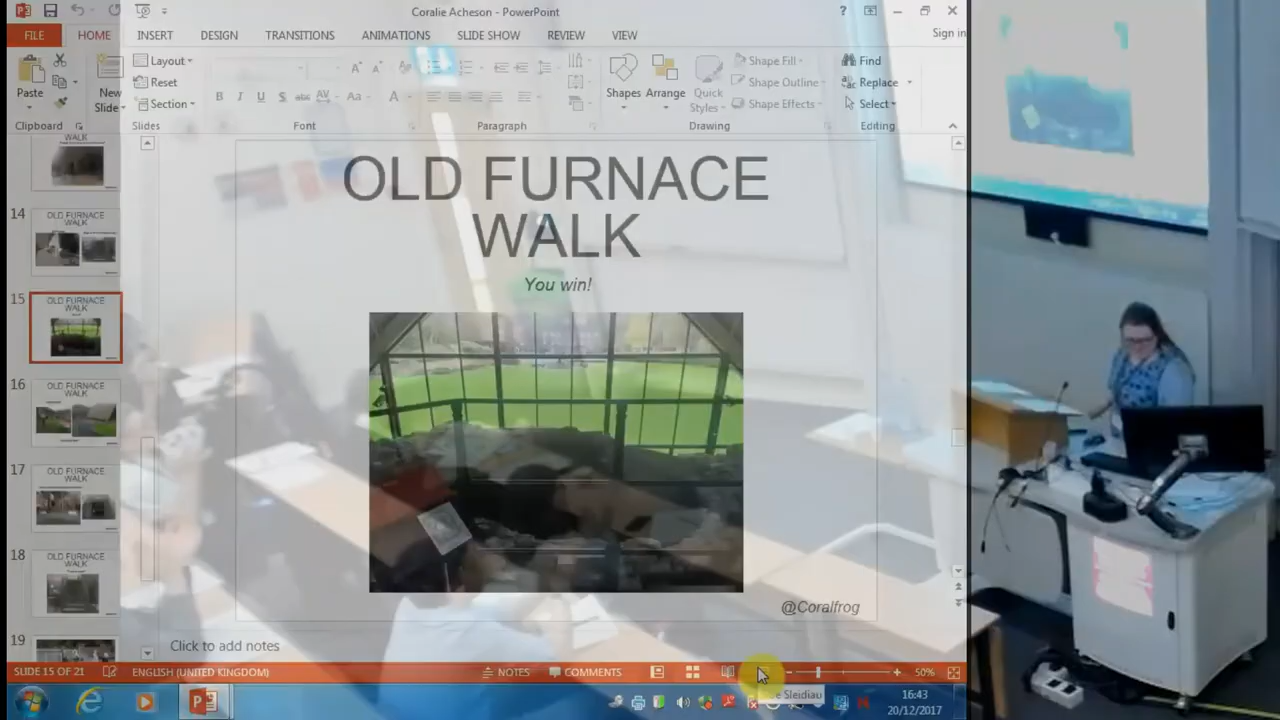 Coralie Acheson - PowerPoint
FILE
HOME
INSERT
DESIGN
TRANSITIONS
ANIMATIONS
SLIDE SHOW
REVIEW
VIEW
Sign in
Paste
New
Slide
Layout
Reset
Section
B I U S abc AV Aa A
Shapes
Arrange
Quick
Styles
Shape Fill
Shape Outline
Shape Effects
Find
Replace
Select
Clipboard
Slides
Font
Paragraph
Drawing
Editing
WALK
14
OLD FURNACE
WALK
15
OLD FURNACE
WALK
16
OLD FURNACE
WALK
17
OLD FURNACE
WALK
18
OLD FURNACE
WALK
19
OLD FURNACE
WALK
You win!
@Coralfrog
Click to add notes
SLIDE 15 OF 21
ENGLISH (UNITED KINGDOM)
NOTES
COMMENTS
50%
Sleidiau
16:43
20/12/2017